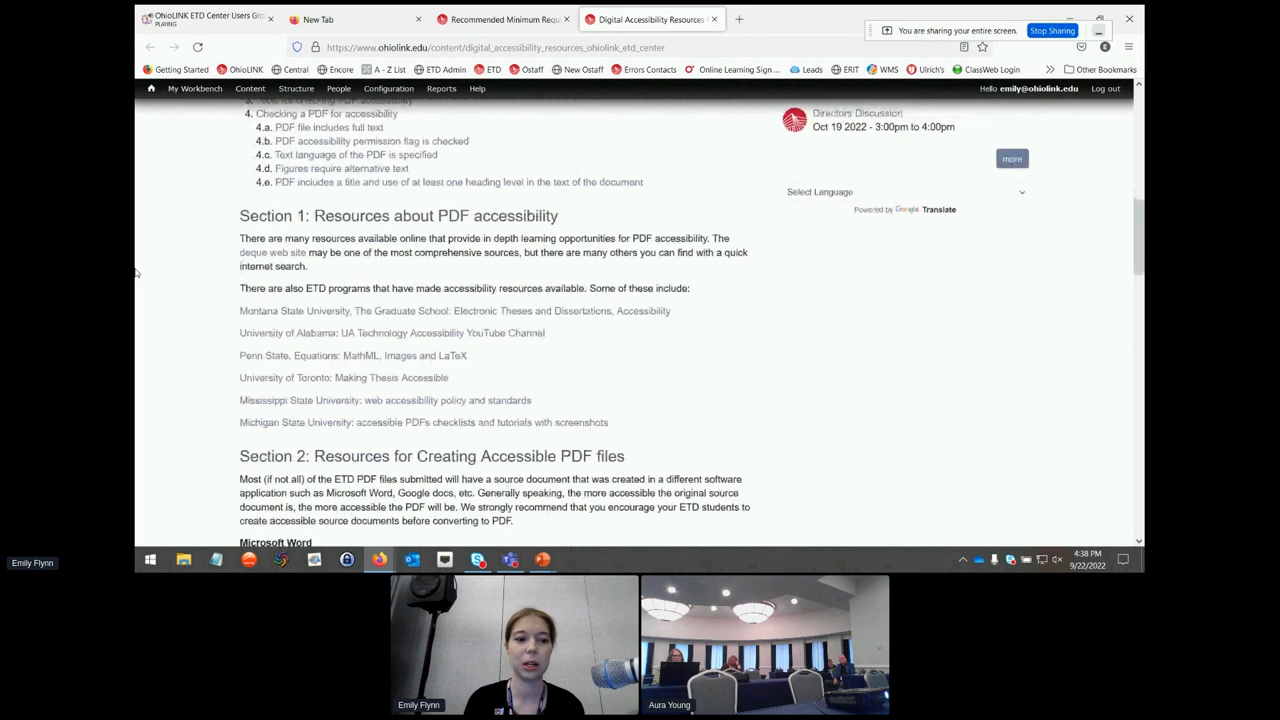 OhioLINK ETD Center Users Gro
PLAYING
New Tab
Recommended Minimum Requi
Digital Accessibility Resources
You are sharing your entire screen.
Stop Sharing
https://www.ohiolink.edu/content/digital_accessibility_resources_ohiolink_etd_center
Getting Started
OhioLINK
Central
Encore
A - Z List
ETD Admin
ETD
Ostaff
New Ostaff
Errors Contacts
Online Learning Sign ...
Leads
ERIT
WMS
Ulrich's
ClassWeb Login
Other Bookmarks
My Workbench
Content
Structure
People
Configuration
Reports
Help
Hello emily@ohiolink.edu
Log out
4. Checking a PDF for accessibility
4.a. PDF file includes full text
4.b. PDF accessibility permission flag is checked
4.c. Text language of the PDF is specified
4.d. Figures require alternative text
4.e. PDF includes a title and use of at least one heading level in the text of the document
Directors Discussion
Oct 19 2022 - 3:00pm to 4:00pm
more
Select Language
Powered by Google Translate
Section 1: Resources about PDF accessibility
There are many resources available online that provide in depth learning opportunities for PDF accessibility. The
deque web site may be one of the most comprehensive sources, but there are many others you can find with a quick
internet search.
There are also ETD programs that have made accessibility resources available. Some of these include:
Montana State University, The Graduate School: Electronic Theses and Dissertations, Accessibility
University of Alabama: UA Technology Accessibility YouTube Channel
Penn State, Equations: MathML, Images and LaTeX
University of Toronto: Making Thesis Accessible
Mississippi State University: web accessibility policy and standards
Michigan State University: accessible PDFs checklists and tutorials with screenshots
Section 2: Resources for Creating Accessible PDF files
Most (if not all) of the ETD PDF files submitted will have a source document that was created in a different software
application such as Microsoft Word, Google docs, etc. Generally speaking, the more accessible the original source
document is, the more accessible the PDF will be. We strongly recommend that you encourage your ETD students to
create accessible source documents before converting to PDF.
Microsoft Word
4:38 PM
9/22/2022
Emily Flynn
Emily Flynn
Aura Young